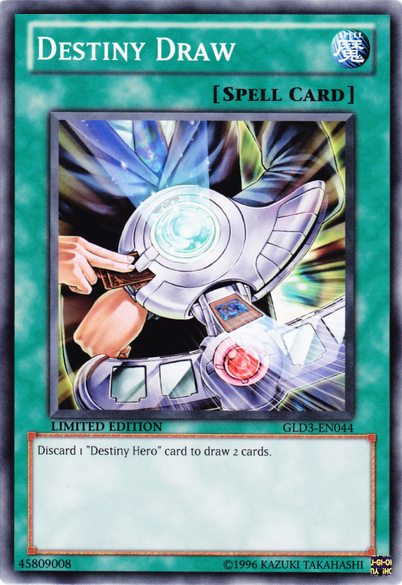 DESTINY DRAW
SPELL
魔
[SPELL CARD]
LIMITED EDITION
GLD3-EN044
Discard 1 "Destiny Hero" card to draw 2 cards.
45809008
©1996 KAZUKI TAKAHASHI